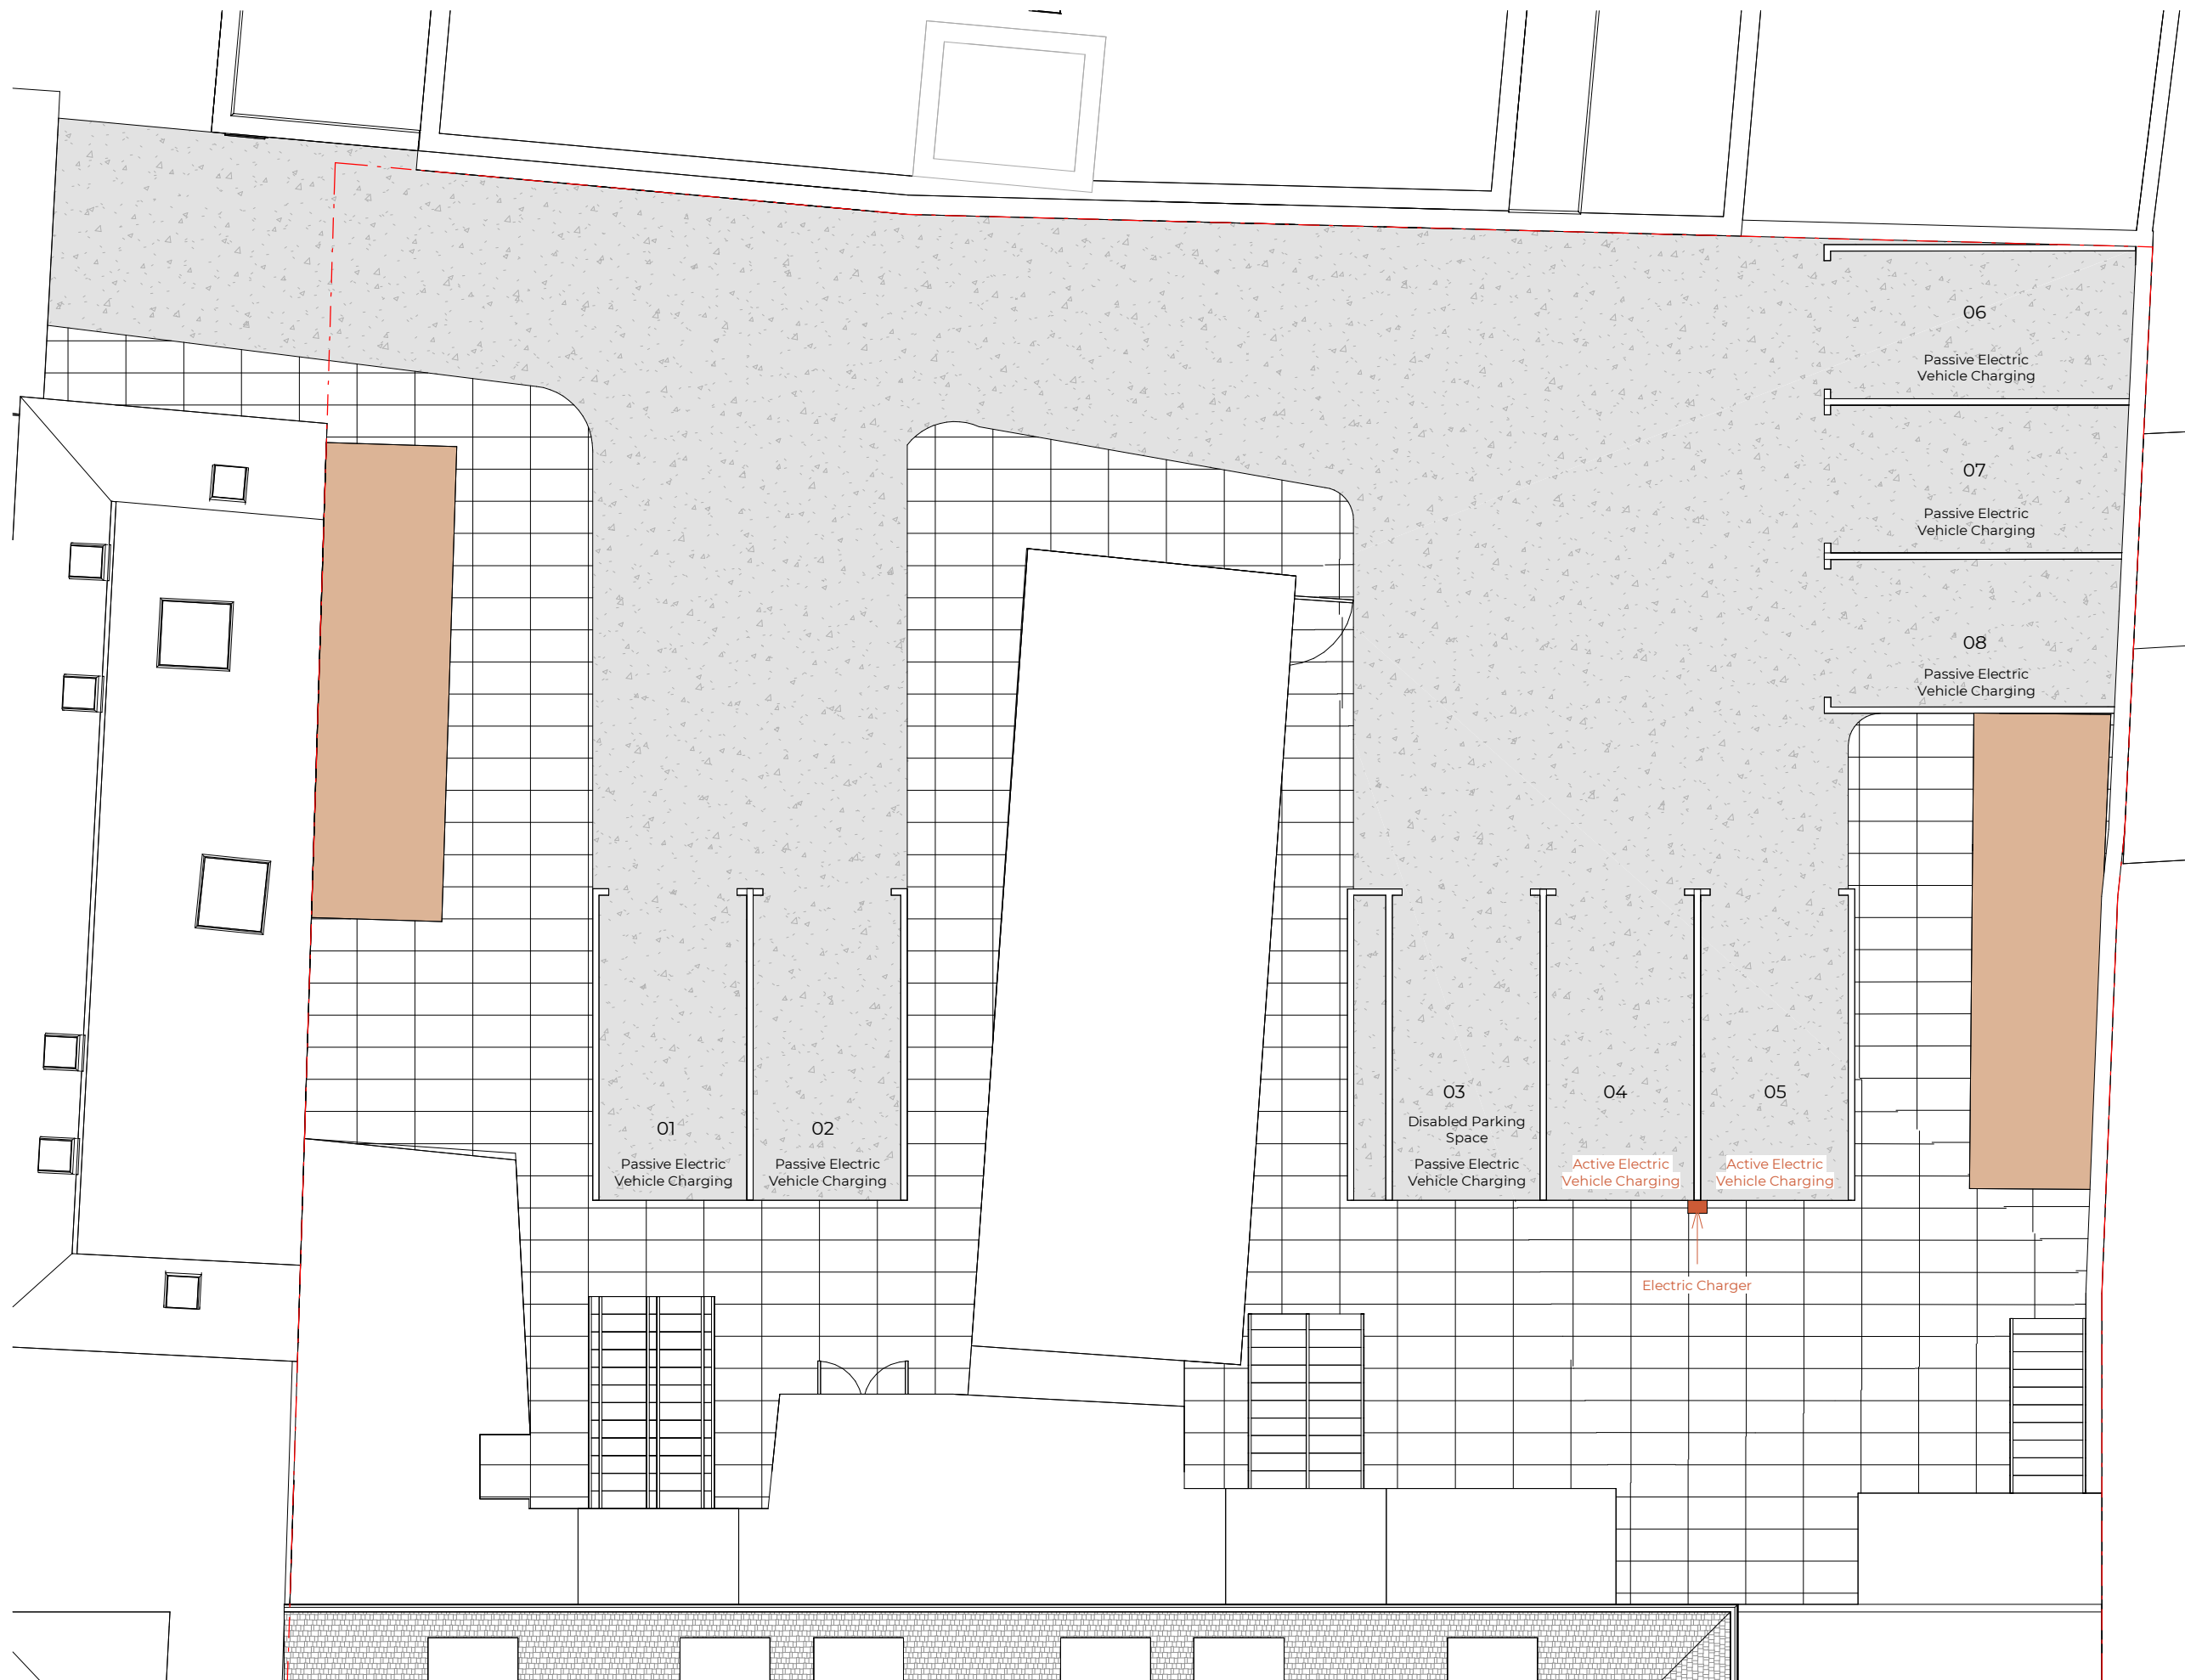 06
Passive Electric
Vehicle Charging
07
Passive Electric
Vehicle Charging
08
Passive Electric
Vehicle Charging
01
Passive Electric
Vehicle Charging
02
Passive Electric
Vehicle Charging
03
Disabled Parking
Space
Passive Electric
Vehicle Charging
04
Active Electric
Vehicle Charging
05
Active Electric
Vehicle Charging
Electric Charger